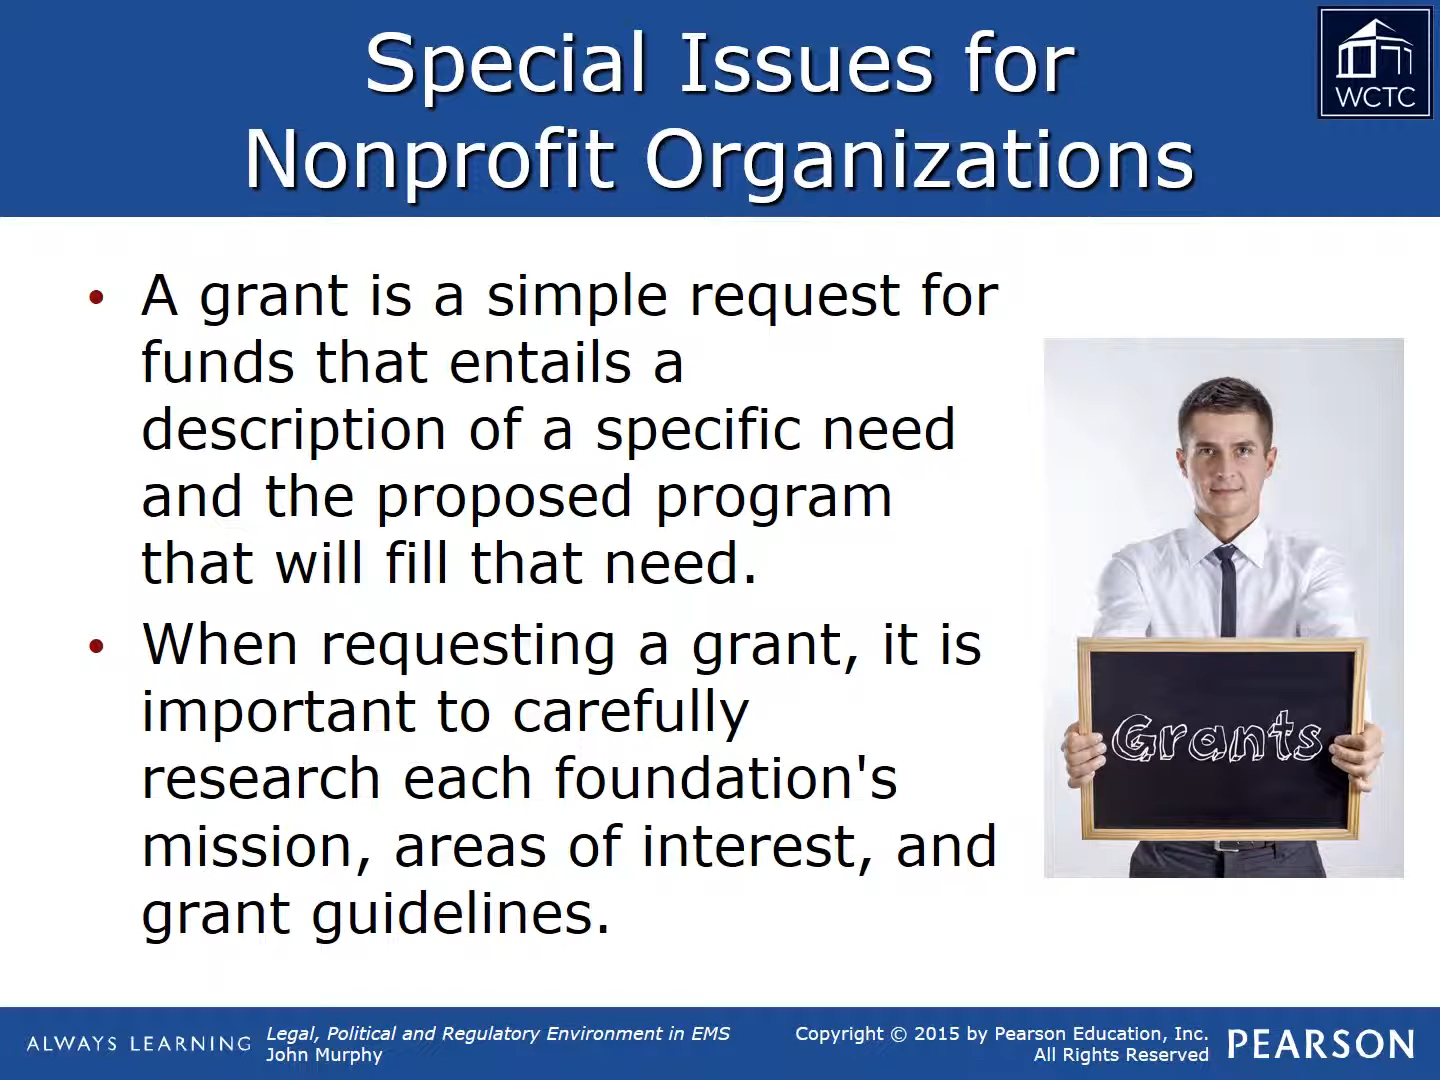 Special Issues for
Nonprofit Organizations
WCTC
• A grant is a simple request for
funds that entails a
description of a specific need
and the proposed program
that will fill that need.
• When requesting a grant, it is
important to carefully
research each foundation's
mission, areas of interest, and
grant guidelines.
Grants
ALWAYS LEARNING
Legal, Political and Regulatory Environment in EMS
John Murphy
Copyright © 2015 by Pearson Education, Inc.
All Rights Reserved
PEARSON